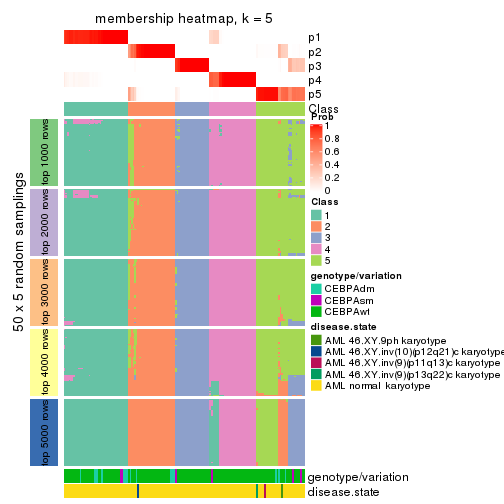 membership heatmap, k = 5
p1
p2
p3
p4
p5
Class
50 x 5 random samplings
top 1000 rows
top 2000 rows
top 3000 rows
top 4000 rows
top 5000 rows
Prob
1
0.8
0.6
0.4
0.2
0
Class
1
2
3
4
5
genotype/variation
CEBPAdm
CEBPAsm
CEBPAwt
disease.state
AML 46.XY.9ph karyotype
AML 46.XY.inv(10)(p12q21)c karyotype
AML 46.XY.inv(9)(p11q13)c karyotype
AML 46.XY.inv(9)(p13q22)c karyotype
AML normal karyotype
genotype/variation
disease.state